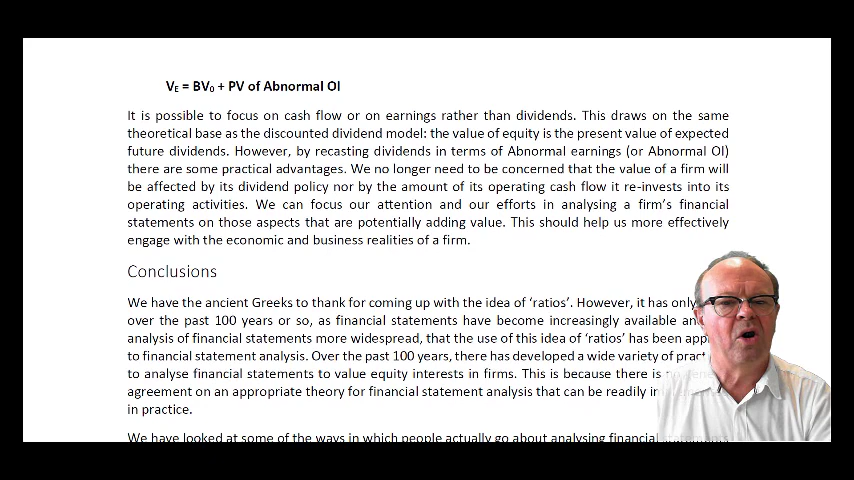 V_E = BV₀ + PV of Abnormal OI
It is possible to focus on cash flow or on earnings rather than dividends. This draws on the same
theoretical base as the discounted dividend model: the value of equity is the present value of expected
future dividends. However, by recasting dividends in terms of Abnormal earnings (or Abnormal OI)
there are some practical advantages. We no longer need to be concerned that the value of a firm will
be affected by its dividend policy nor by the amount of its operating cash flow it re-invests into its
operating activities. We can focus our attention and our efforts in analysing a firm's financial
statements on those aspects that are potentially adding value. This should help us more effectively
engage with the economic and business realities of a firm.
Conclusions
We have the ancient Greeks to thank for coming up with the idea of 'ratios'. However, it has only
over the past 100 years or so, as financial statements have become increasingly available
analysis of financial statements more widespread, that the use of this idea of 'ratios' has been
to financial statement analysis. Over the past 100 years, there has developed a wide variety of
to analyse financial statements to value equity interests in firms. This is because there is
agreement on an appropriate theory for financial statement analysis that can be readily
in practice.
We have looked at some of the ways in which people actually go about analysing financial